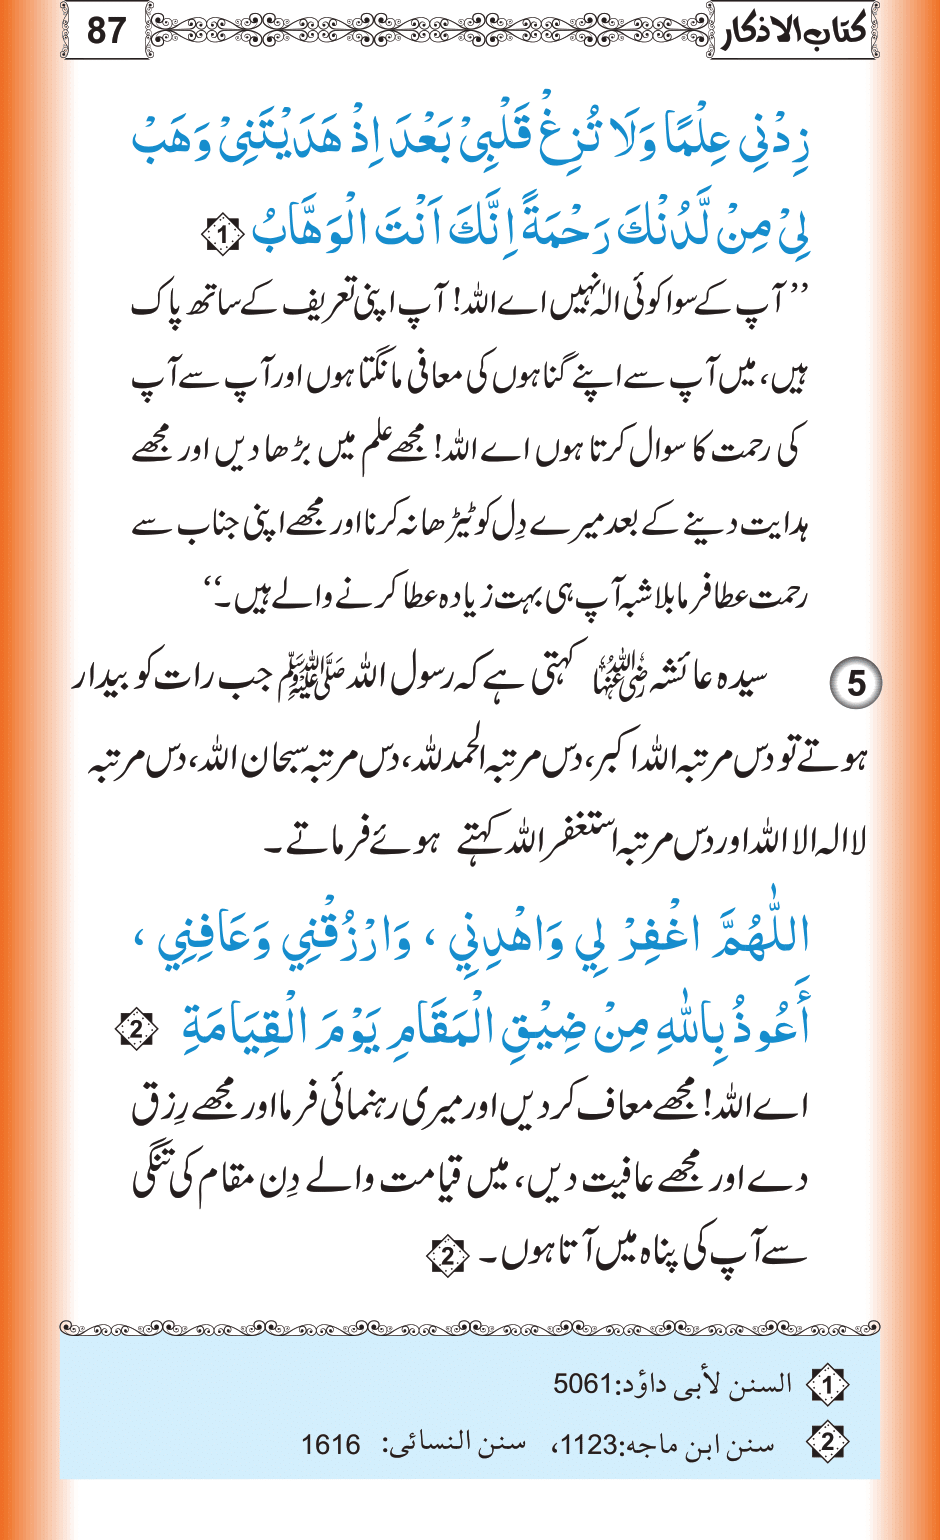 کتاب الاذکار
87
زِدْنِي عِلْمًا وَلَا تُزِغْ قَلْبِيْ بَعْدَ اِذْ هَدَيْتَنِيْ وَهَبْ
لِيْ مِنْ لَّدُنْكَ رَحْمَةً اِنَّكَ اَنْتَ الْوَهَّابُ 1
’’آپ کے سوا کوئی الٰہ نہیں اے اللہ! آپ اپنی تعریف کے ساتھ پاک
ہیں، میں آپ سے اپنے گناہوں کی معافی مانگتا ہوں اور آپ سے آپ
کی رحمت کا سوال کرتا ہوں اے اللہ! مجھے علم میں بڑھا دیں اور مجھے
ہدایت دینے کے بعد میرے دِل کو ٹیڑھا نہ کرنا اور مجھے اپنی جناب سے
رحمت عطا فرما بلاشبہ آپ ہی بہت زیادہ عطا کرنے والے ہیں۔‘‘
5 سیدہ عائشہ رضی اللہ عنہا کہتی ہے کہ رسول اللہ ﷺ جب رات کو بیدار
ہوتے تو دس مرتبہ اللہ اکبر، دس مرتبہ الحمد للہ، دس مرتبہ سبحان اللہ، دس مرتبہ
لا الہ الا اللہ اور دس مرتبہ استغفر اللہ کہتے ہوئے فرماتے۔
اللّٰهُمَّ اغْفِرْ لِي وَاهْدِنِي ، وَارْزُقْنِي وَعَافِنِي ،
أَعُوذُ بِاللّٰهِ مِنْ ضِيْقِ الْمَقَامِ يَوْمَ الْقِيَامَةِ 2
اے اللہ! مجھے معاف کر دیں اور میری رہنمائی فرما اور مجھے رِزق
دے اور مجھے عافیت دیں، میں قیامت والے دِن مقام کی تنگی
سے آپ کی پناہ میں آتا ہوں۔ 2
1 السنن لأبی داؤد:5061
2 سنن ابن ماجه:1123، سنن النسائی: 1616